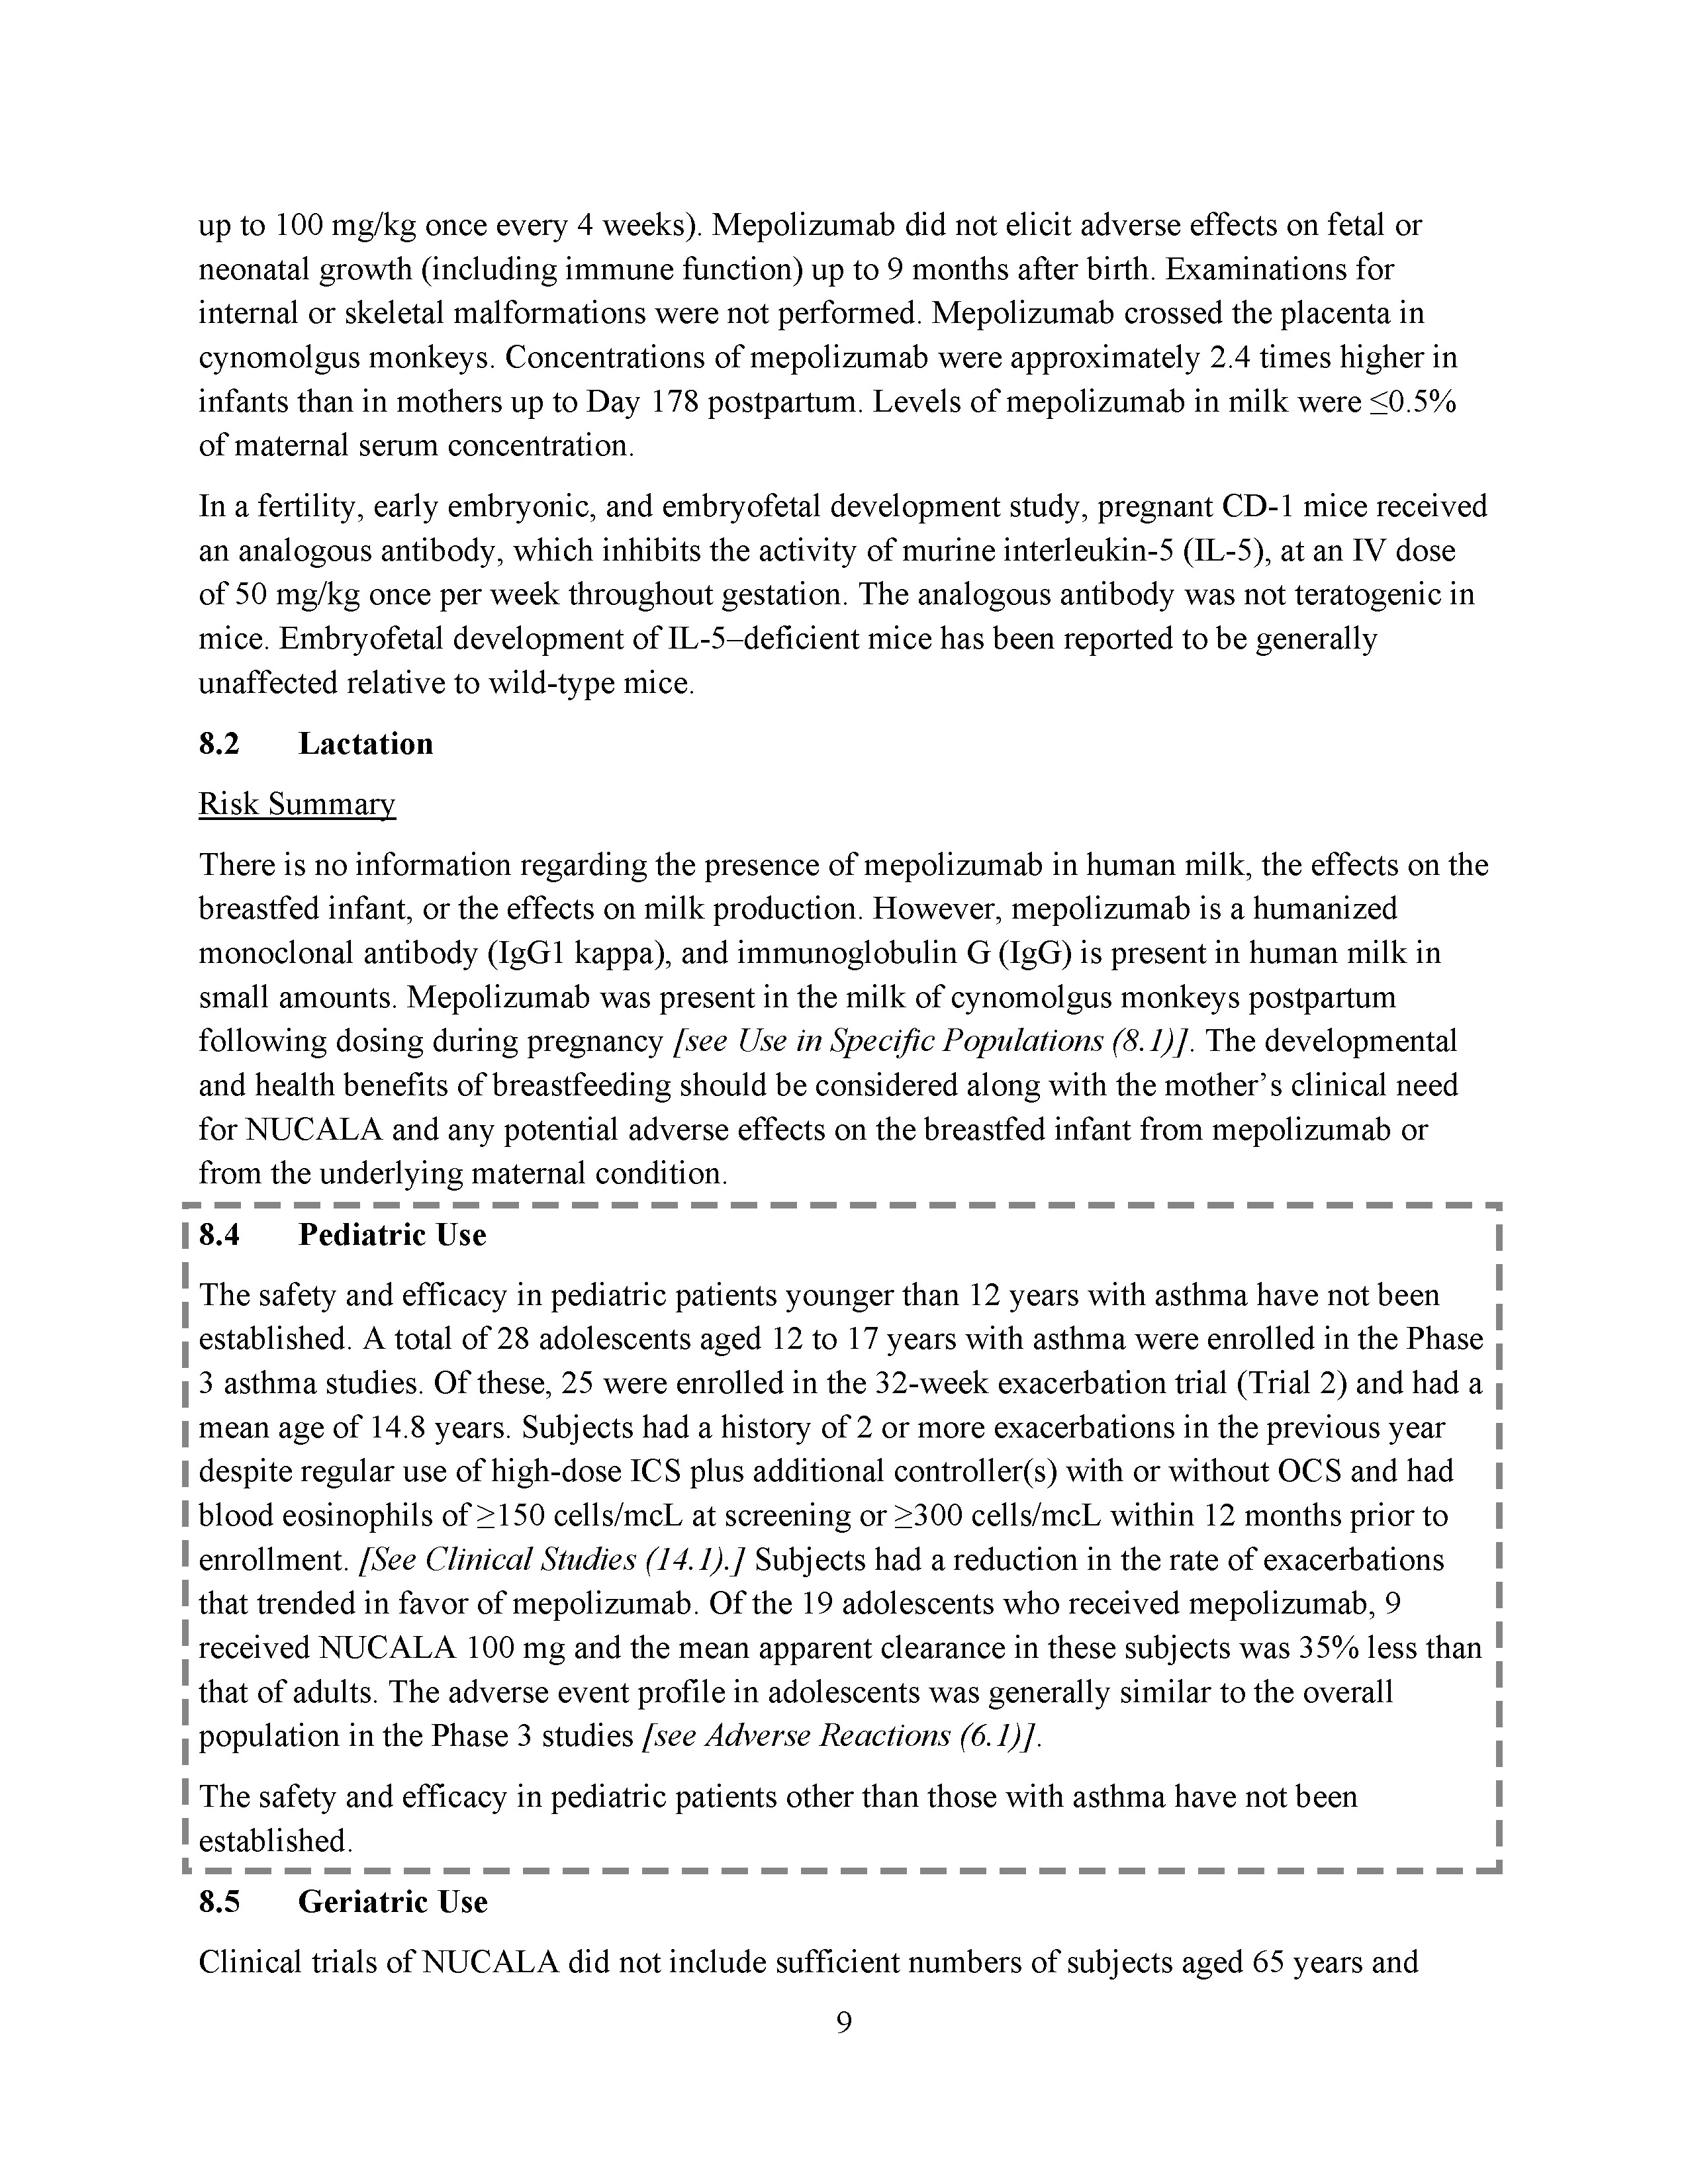 up to 100 mg/kg once every 4 weeks). Mepolizumab did not elicit adverse effects on fetal or
neonatal growth (including immune function) up to 9 months after birth. Examinations for
internal or skeletal malformations were not performed. Mepolizumab crossed the placenta in
cynomolgus monkeys. Concentrations of mepolizumab were approximately 2.4 times higher in
infants than in mothers up to Day 178 postpartum. Levels of mepolizumab in milk were ≤0.5%
of maternal serum concentration.
In a fertility, early embryonic, and embryofetal development study, pregnant CD-1 mice received
an analogous antibody, which inhibits the activity of murine interleukin-5 (IL-5), at an IV dose
of 50 mg/kg once per week throughout gestation. The analogous antibody was not teratogenic in
mice. Embryofetal development of IL-5–deficient mice has been reported to be generally
unaffected relative to wild-type mice.
8.2 Lactation
Risk Summary
There is no information regarding the presence of mepolizumab in human milk, the effects on the
breastfed infant, or the effects on milk production. However, mepolizumab is a humanized
monoclonal antibody (IgG1 kappa), and immunoglobulin G (IgG) is present in human milk in
small amounts. Mepolizumab was present in the milk of cynomolgus monkeys postpartum
following dosing during pregnancy [see Use in Specific Populations (8.1)]. The developmental
and health benefits of breastfeeding should be considered along with the mother’s clinical need
for NUCALA and any potential adverse effects on the breastfed infant from mepolizumab or
from the underlying maternal condition.
8.4 Pediatric Use
The safety and efficacy in pediatric patients younger than 12 years with asthma have not been
established. A total of 28 adolescents aged 12 to 17 years with asthma were enrolled in the Phase
3 asthma studies. Of these, 25 were enrolled in the 32-week exacerbation trial (Trial 2) and had a
mean age of 14.8 years. Subjects had a history of 2 or more exacerbations in the previous year
despite regular use of high-dose ICS plus additional controller(s) with or without OCS and had
blood eosinophils of ≥150 cells/mcL at screening or ≥300 cells/mcL within 12 months prior to
enrollment. [See Clinical Studies (14.1).] Subjects had a reduction in the rate of exacerbations
that trended in favor of mepolizumab. Of the 19 adolescents who received mepolizumab, 9
received NUCALA 100 mg and the mean apparent clearance in these subjects was 35% less than
that of adults. The adverse event profile in adolescents was generally similar to the overall
population in the Phase 3 studies [see Adverse Reactions (6.1)].
The safety and efficacy in pediatric patients other than those with asthma have not been
established.
8.5 Geriatric Use
Clinical trials of NUCALA did not include sufficient numbers of subjects aged 65 years and
9